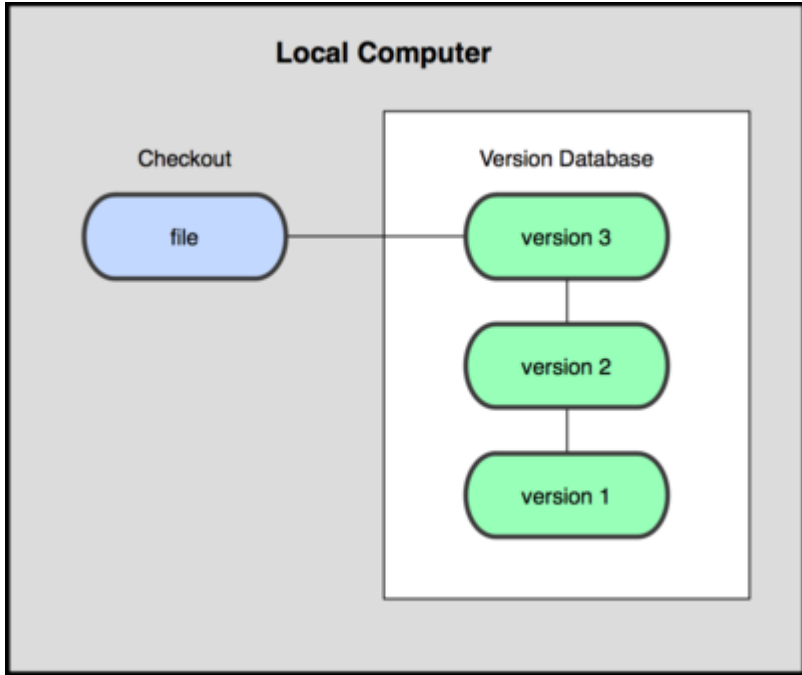 Local Computer
Checkout
Version Database
file
version 3
version 2
version 1